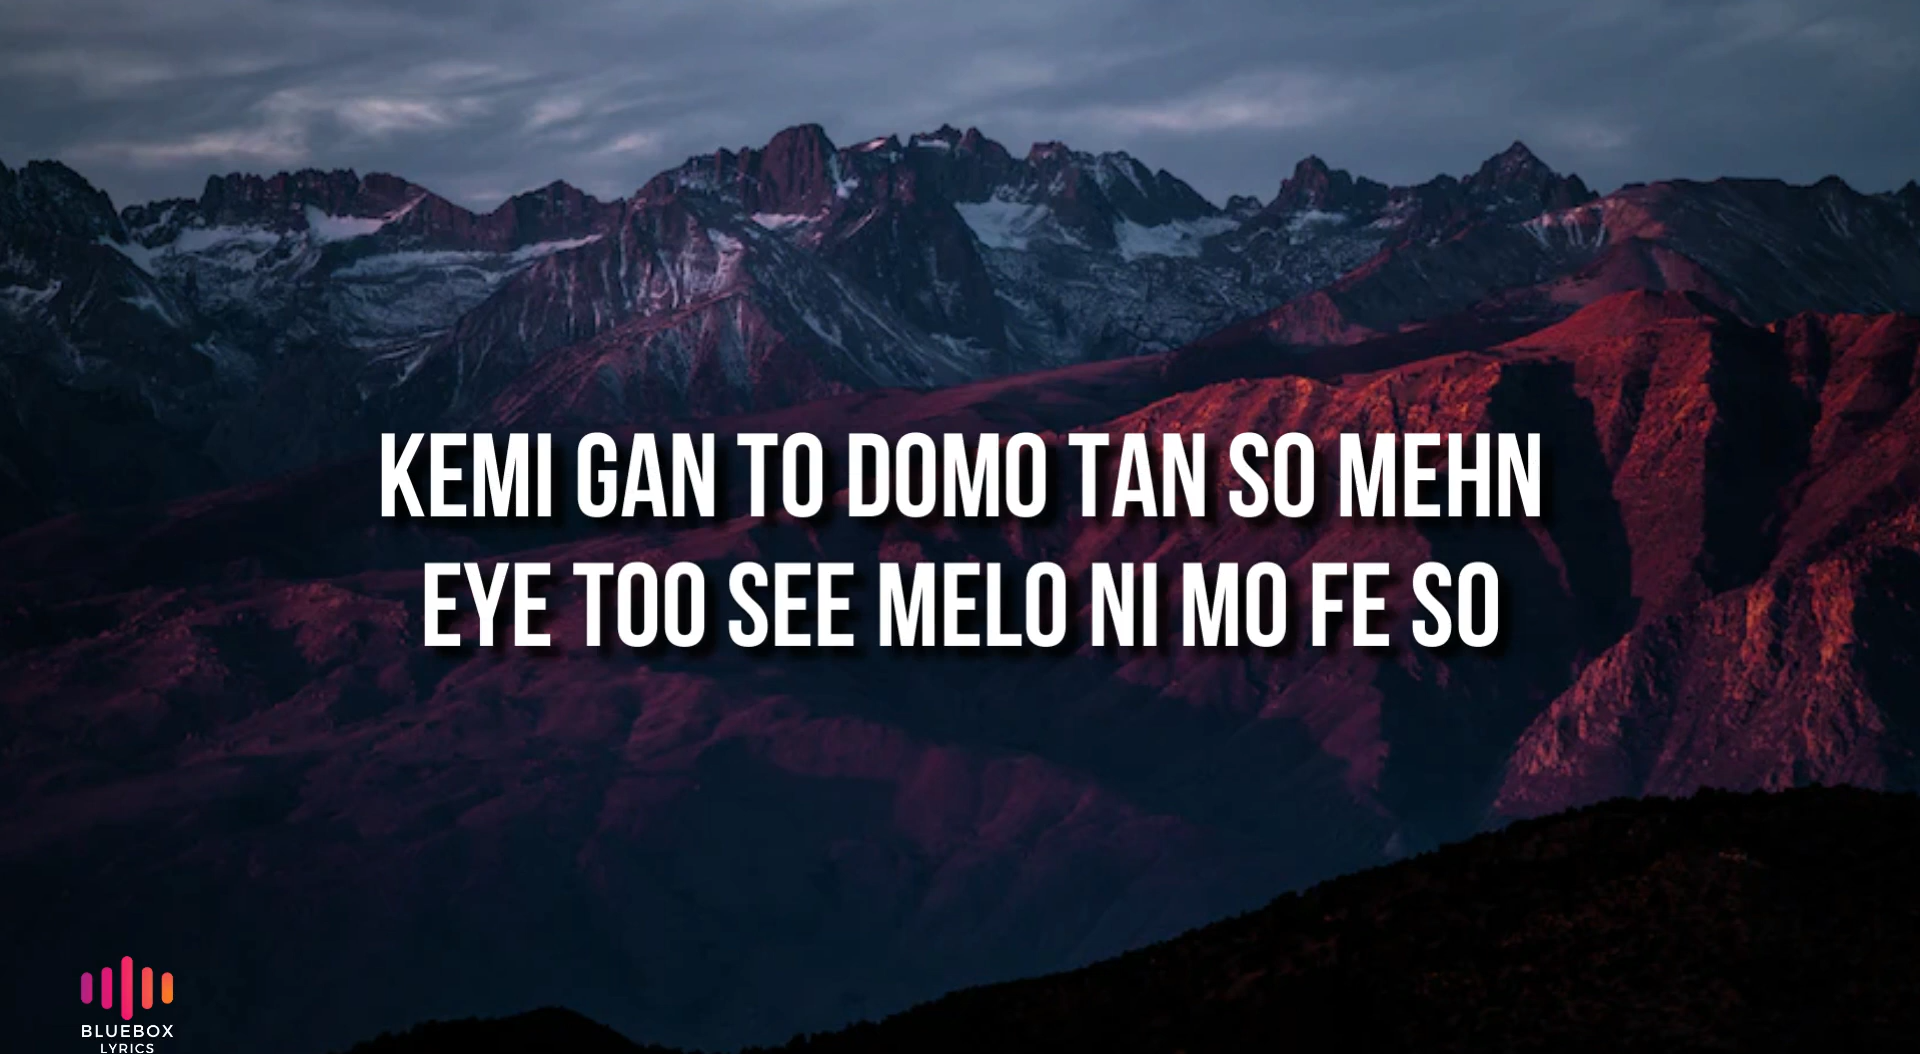 KEMI GAN TO DOMO TAN SO MEHN
EYE TOO SEE MELO NI MO FE SO
BLUEBOX
LYRICS